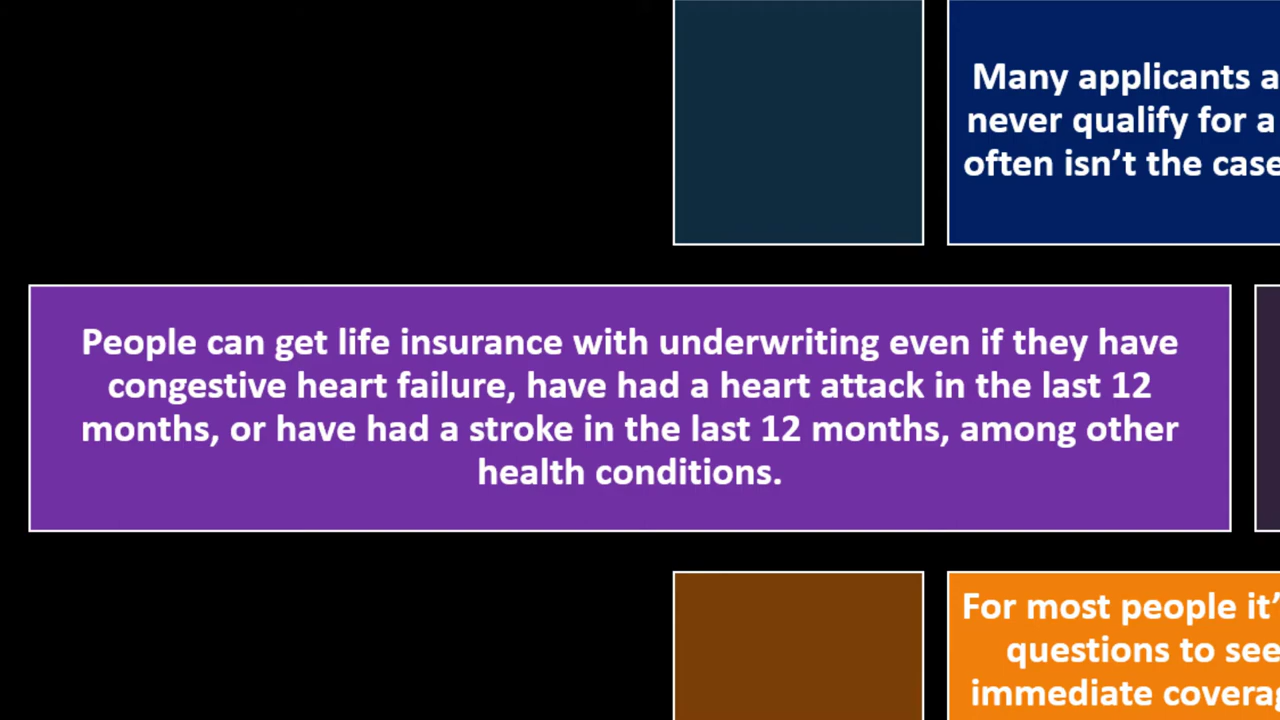 Many applicants
never qualify for a
often isn't the case
People can get life insurance with underwriting even if they have
congestive heart failure, have had a heart attack in the last 12
months, or have had a stroke in the last 12 months, among other
health conditions.
For most people it'
questions to see
immediate